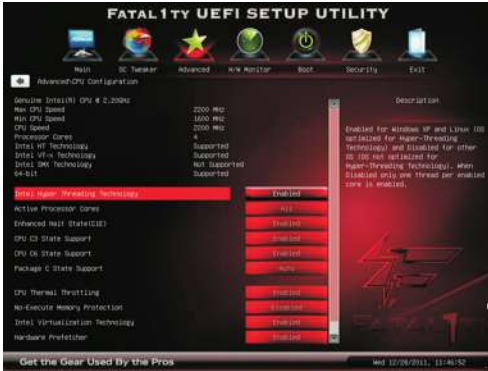 FATAL1TY UEFI SETUP UTILITY
Main OC Tweaker Advanced H/W Monitor Boot Security Exit
Advanced\CPU Configuration
Description
Genuine Intel(R) CPU @ 2.20GHz
Max CPU Speed 2200 MHz
Min CPU Speed 1600 MHz
CPU Speed 2200 MHz
Processor Cores 4
Intel HT Technology Supported
Intel VT-x Technology Supported
Intel SMX Technology Not Supported
64-bit Supported
Enabled for Windows XP and Linux (OS
optimized for Hyper-Threading
Technology) and Disabled for other
OS (OS not optimized for
Hyper-Threading Technology). When
Disabled only one thread per enabled
core is enabled.
Intel Hyper Threading Technology Enabled
Active Processor Cores All
Enhanced Halt State(C1E) Enabled
CPU C3 State Support Enabled
CPU C6 State Support Enabled
Package C State Support Auto
CPU Thermal Throttling Enabled
No-Execute Memory Protection
Intel Virtualization Technology
Hardware Prefetcher Enabled
FATAL1TY
Get the Gear Used By the Pros
Wed 12/28/2011, 11:46:52